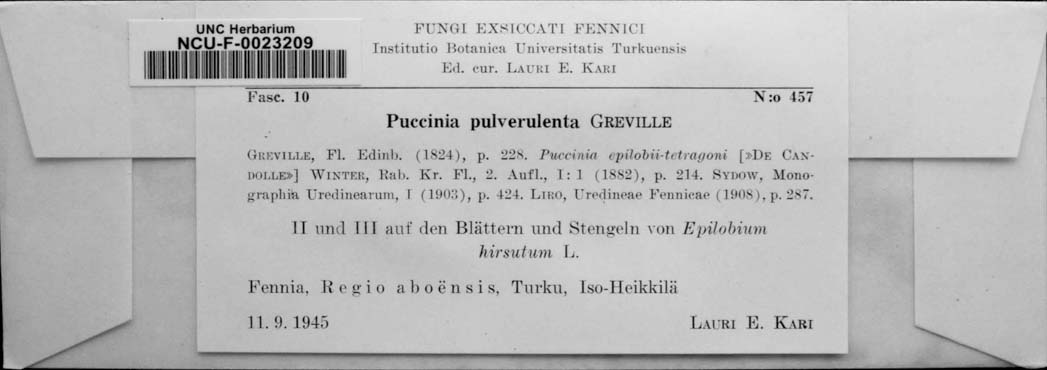 UNC Herbarium
NCU-F-0023209
FUNGI EXSICCATI FENNICI
Institutio Botanica Universitatis Turkuensis
Ed. cur. LAURI E. KARI
Fasc. 10 N:o 457
Puccinia pulverulenta GREVILLE
GREVILLE, Fl. Edinb. (1824), p. 228. Puccinia epilobii-tetragoni [»DE CAN-
DOLLE»] WINTER, Rab. Kr. Fl., 2. Aufl., I: 1 (1882), p. 214. SYDOW, Mono-
graphia Uredinearum, I (1903), p. 424. LIRO, Uredineae Fennicae (1908), p. 287.
II und III auf den Blättern und Stengeln von Epilobium
hirsutum L.
Fennia, Regio aboënsis, Turku, Iso-Heikkilä
11. 9. 1945 LAURI E. KARI